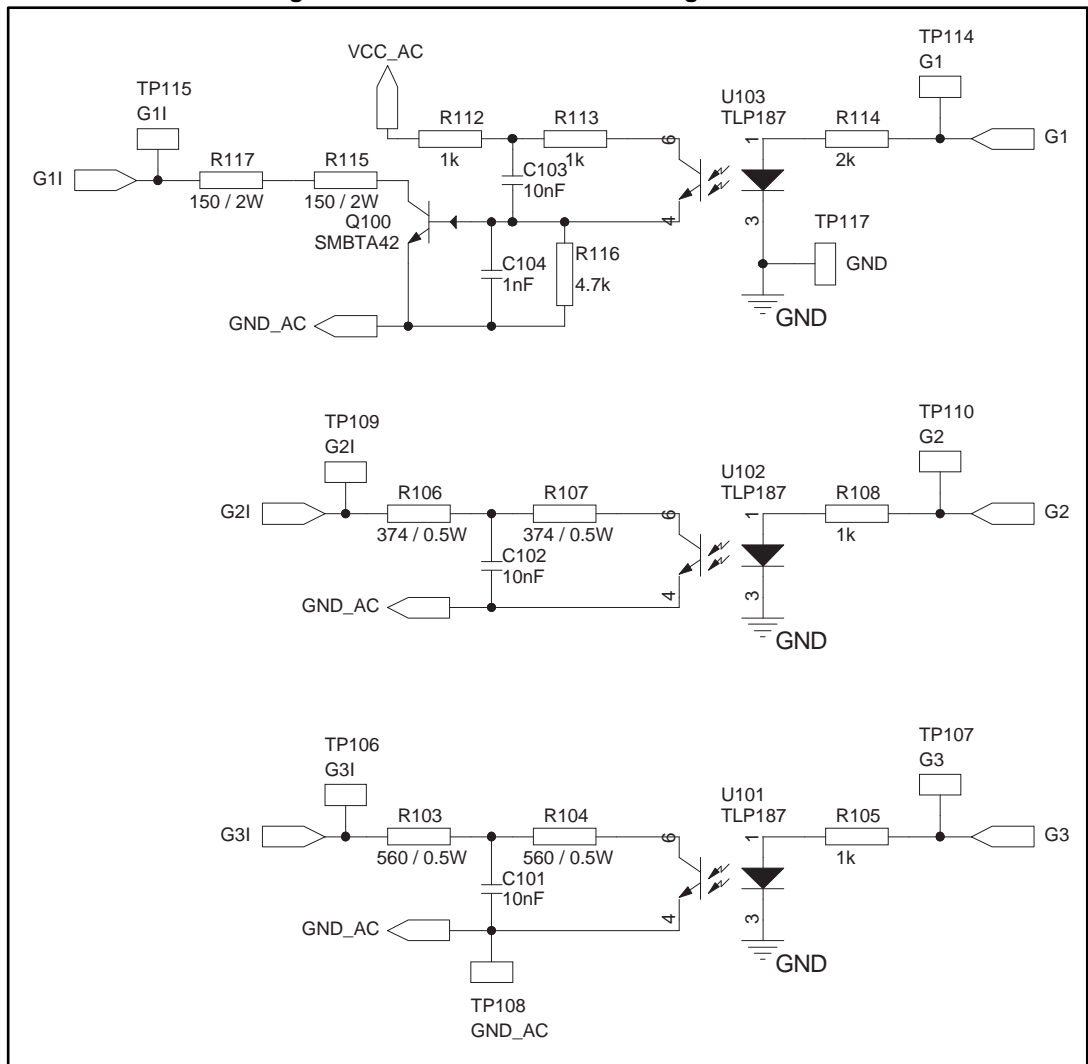 VCC_AC
TP114
G1
TP115
G1I
U103
TLP187
R112
R113
R114
1k
1k
2k
6
1
G1
G1I
R117
R115
150 / 2W
150 / 2W
C103
10nF
Q100
SMBTA42
4
3
TP117
GND
R116
4.7k
C104
1nF
GND_AC
GND
TP109
G2I
TP110
G2
U102
TLP187
G2I
R106
R107
374 / 0.5W
374 / 0.5W
6
1
R108
1k
G2
C102
10nF
GND_AC
4
3
GND
TP106
G3I
TP107
G3
U101
TLP187
G3I
R103
R104
560 / 0.5W
560 / 0.5W
6
1
R105
1k
G3
C101
10nF
GND_AC
4
3
GND
TP108
GND_AC